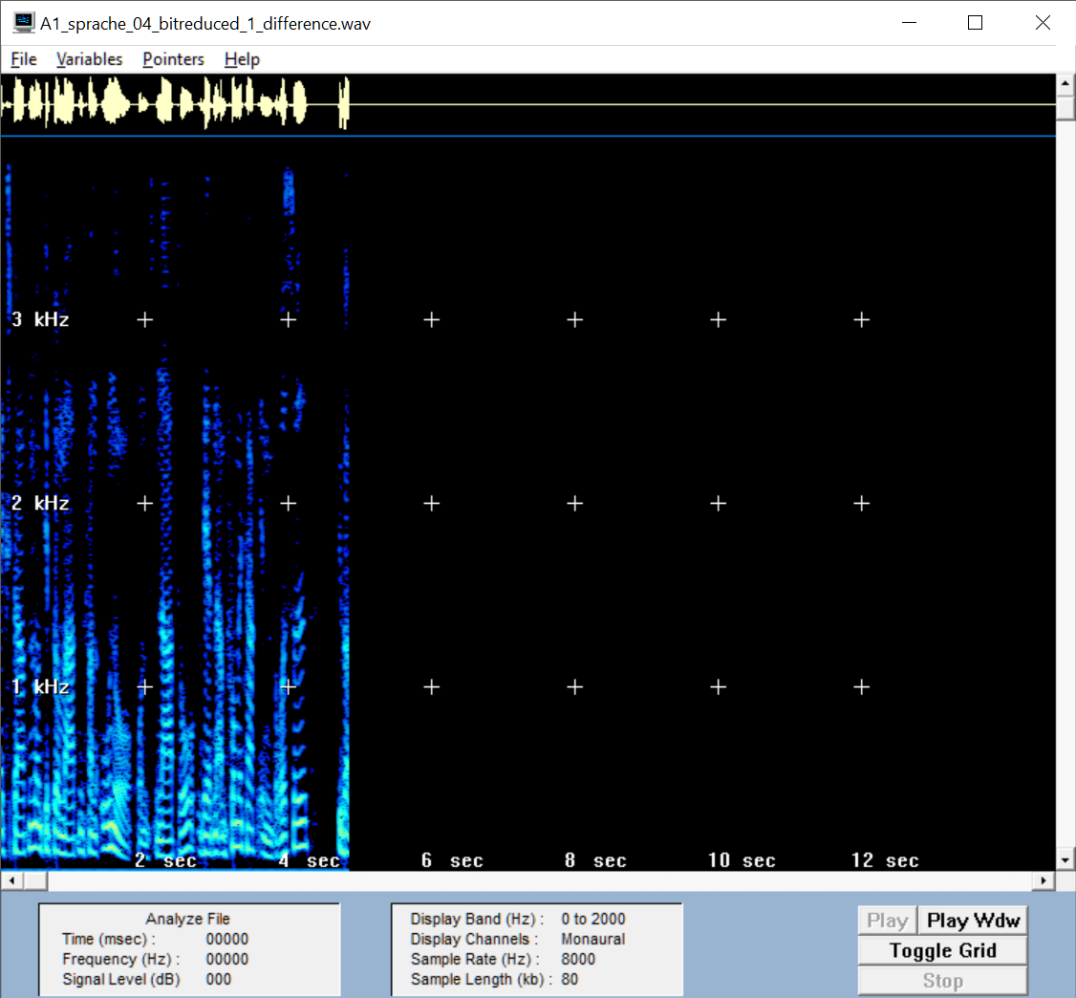 A1_sprache_04_bitreduced_1_difference.wav
File Variables Pointers Help
3 kHz
2 kHz
1 kHz
2 sec 4 sec 6 sec 8 sec 10 sec 12 sec
Analyze File
Time (msec) : 00000
Frequency (Hz) : 00000
Signal Level (dB) 000
Display Band (Hz) : 0 to 2000
Display Channels : Monaural
Sample Rate (Hz) : 8000
Sample Length (kb) : 80
Play Play Wdw
Toggle Grid
Stop